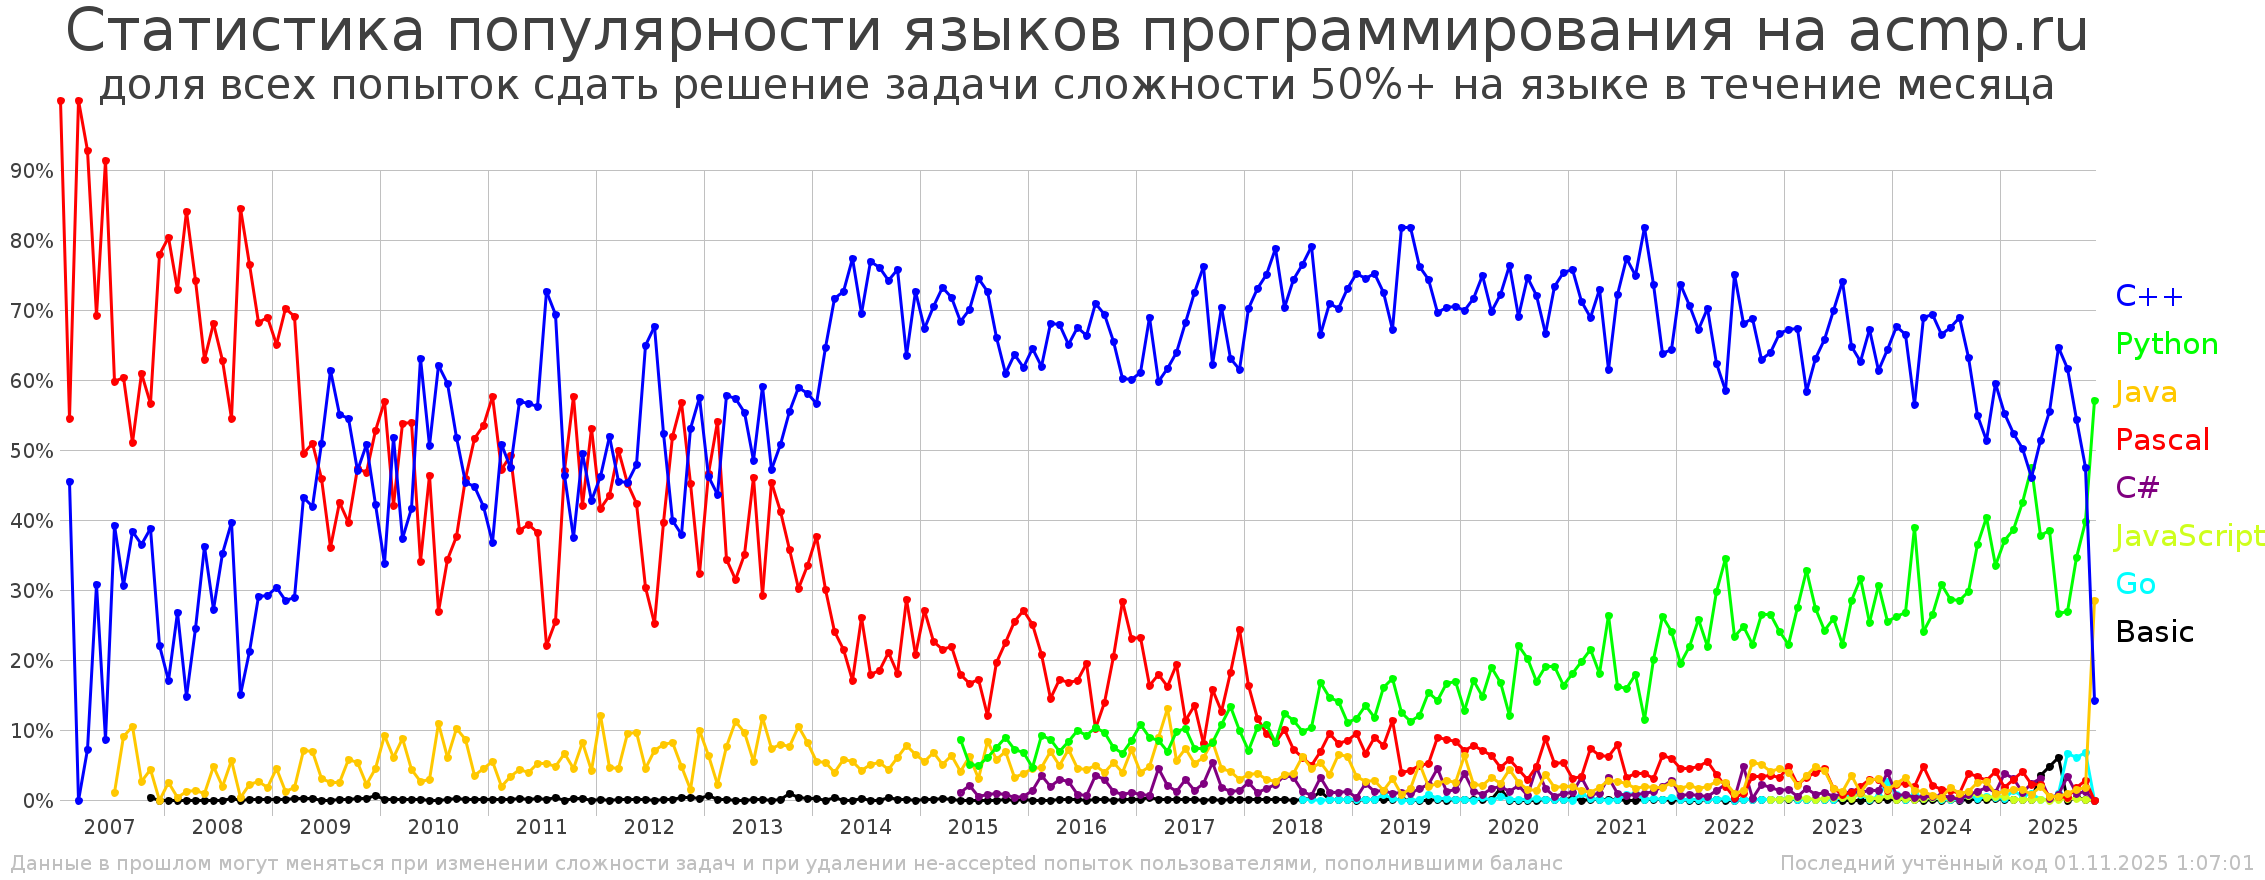 Статистика популярности языков программирования на acmp.ru
доля всех попыток сдать решение задачи сложности 50%+ на языке в течение месяца
90%
80%
70%
60%
50%
40%
30%
20%
10%
0%
C++
Python
Java
Pascal
C#
JavaScript
Go
Basic
2007 2008 2009 2010 2011 2012 2013 2014 2015 2016 2017 2018 2019 2020 2021 2022 2023 2024 2025
Данные в прошлом могут меняться при изменении сложности задач и при удалении не-accepted попыток пользователями, пополнившими баланс
Последний учтённый код 01.11.2025 1:07:01